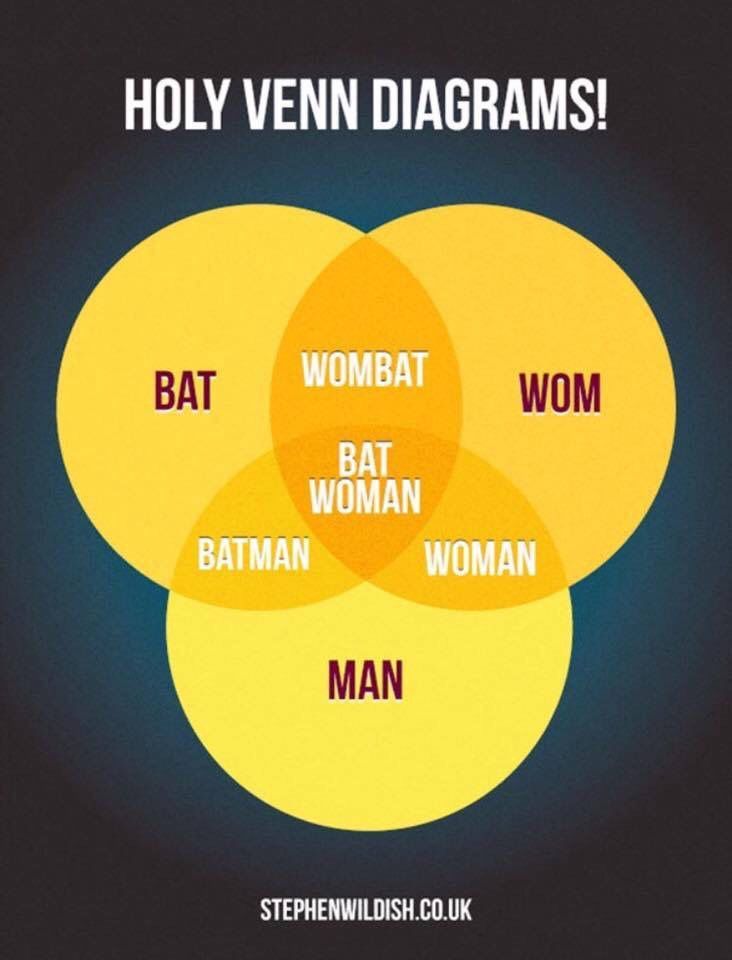 HOLY VENN DIAGRAMS!
WOMBAT
BAT
WOM
BAT
WOMAN
BATMAN
WOMAN
MAN
STEPHENWILDISH.CO.UK